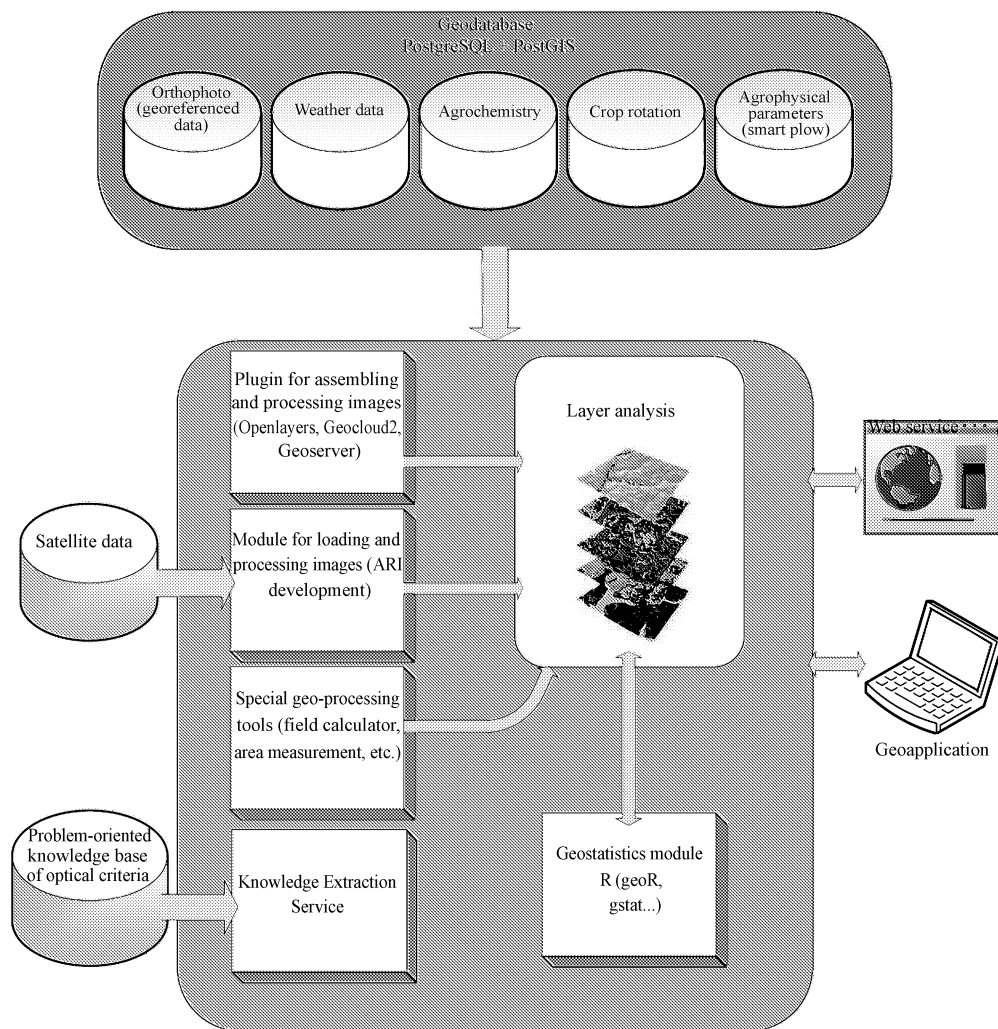 Geodatabase
PostgreSQL + PostGIS
Orthophoto
(georeferenced
data)
Weather data
Agrochemistry
Crop rotation
Agrophysical
parameters
(smart plow)
Plugin for assembling
and processing images
(Openlayers, Geocloud2,
Geoserver)
Layer analysis
Web service
Satellite data
Module for loading and
processing images (ARI
development)
Special geo-processing
tools (field calculator,
area measurement, etc.)
Geoapplication
Problem-oriented
knowledge base
of optical criteria
Knowledge Extraction
Service
Geostatistics module
R (geoR,
gstat...)